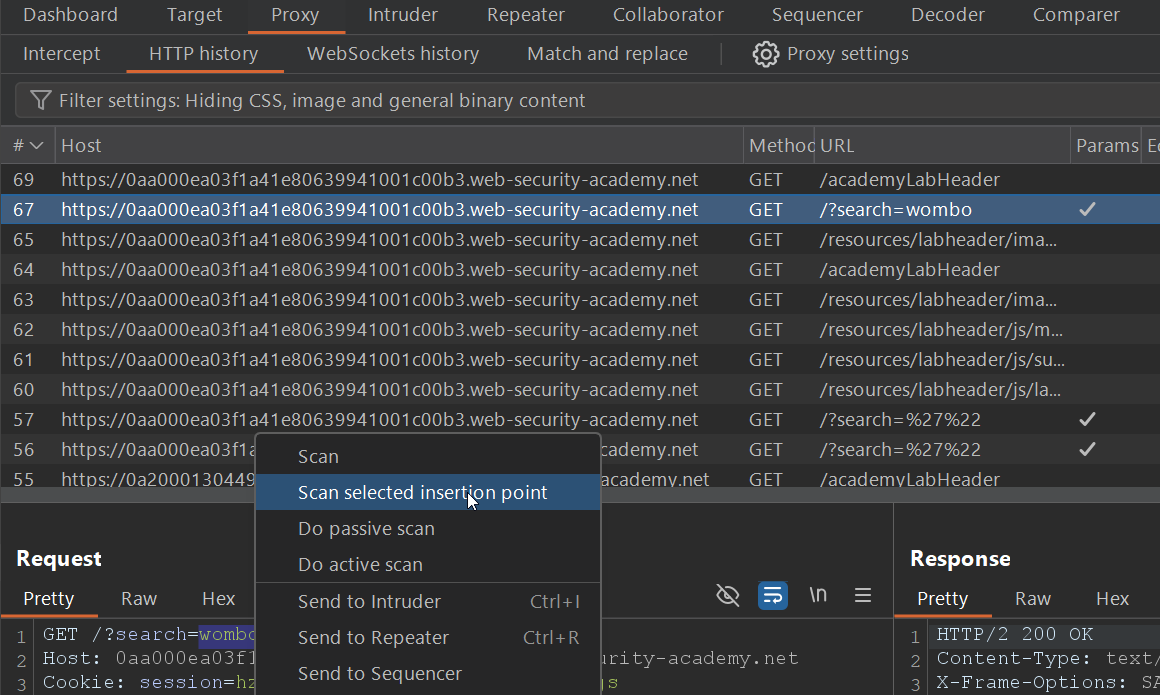 Dashboard Target Proxy Intruder Repeater Collaborator Sequencer Decoder Comparer
Intercept HTTP history WebSockets history Match and replace Proxy settings
Filter settings: Hiding CSS, image and general binary content
# Host Method URL Params
69 https://0aa000ea03f1a41e80639941001c00b3.web-security-academy.net GET /academyLabHeader
67 https://0aa000ea03f1a41e80639941001c00b3.web-security-academy.net GET /?search=wombo
65 https://0aa000ea03f1a41e80639941001c00b3.web-security-academy.net GET /resources/labheader/ima...
64 https://0aa000ea03f1a41e80639941001c00b3.web-security-academy.net GET /academyLabHeader
63 https://0aa000ea03f1a41e80639941001c00b3.web-security-academy.net GET /resources/labheader/ima...
62 https://0aa000ea03f1a41e80639941001c00b3.web-security-academy.net GET /resources/labheader/js/m...
61 https://0aa000ea03f1a41e80639941001c00b3.web-security-academy.net GET /resources/labheader/js/su...
60 https://0aa000ea03f1a41e80639941001c00b3.web-security-academy.net GET /resources/labheader/js/la...
57 https://0aa000ea03f1a41e80639941001c00b3.web-security-academy.net GET /?search=%27%22
56 https://0aa000ea03f1a cademy.net GET /?search=%27%22
55 https://0a2000130449 academy.net GET /academyLabHeader
Scan
Scan selected insertion point
Do passive scan
Do active scan
Send to Intruder Ctrl+I
Send to Repeater Ctrl+R
Send to Sequencer
Request
Pretty Raw Hex \n
1 GET /?search=wombo
2 Host: 0aa000ea03f1 urity-academy.net
3 Cookie: session=hz js
Response
Pretty Raw Hex
1 HTTP/2 200 OK
2 Content-Type: text/
3 X-Frame-Options: SA